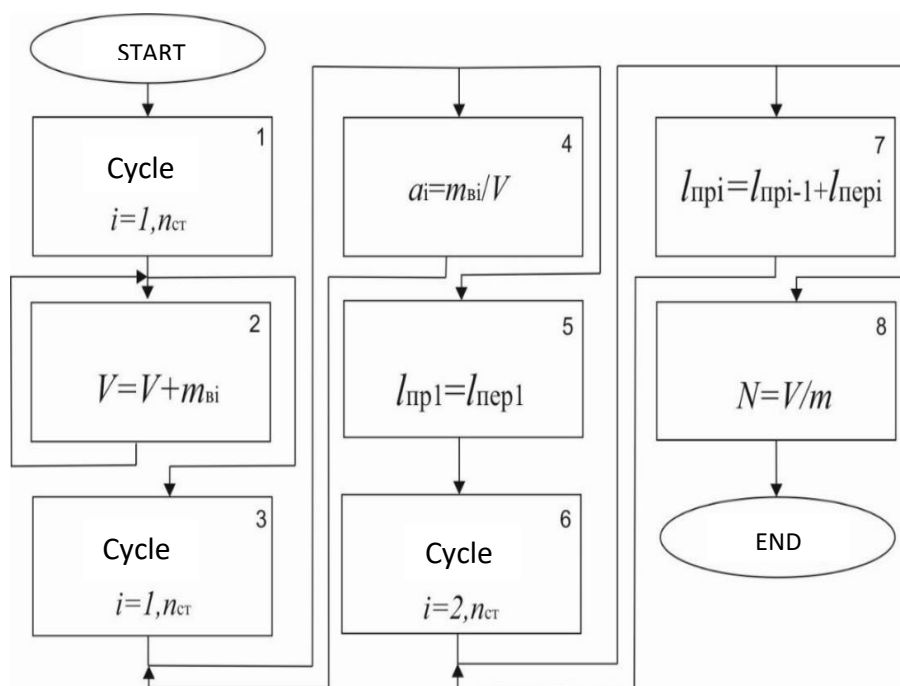 START
1
Cycle
i=1,nст
2
V=V+mвi
3
Cycle
i=1,nст
4
ai=mвi/V
5
lпр1=lпер1
6
Cycle
i=2,nст
7
lпрi=lпрi-1+lперi
8
N=V/m
END